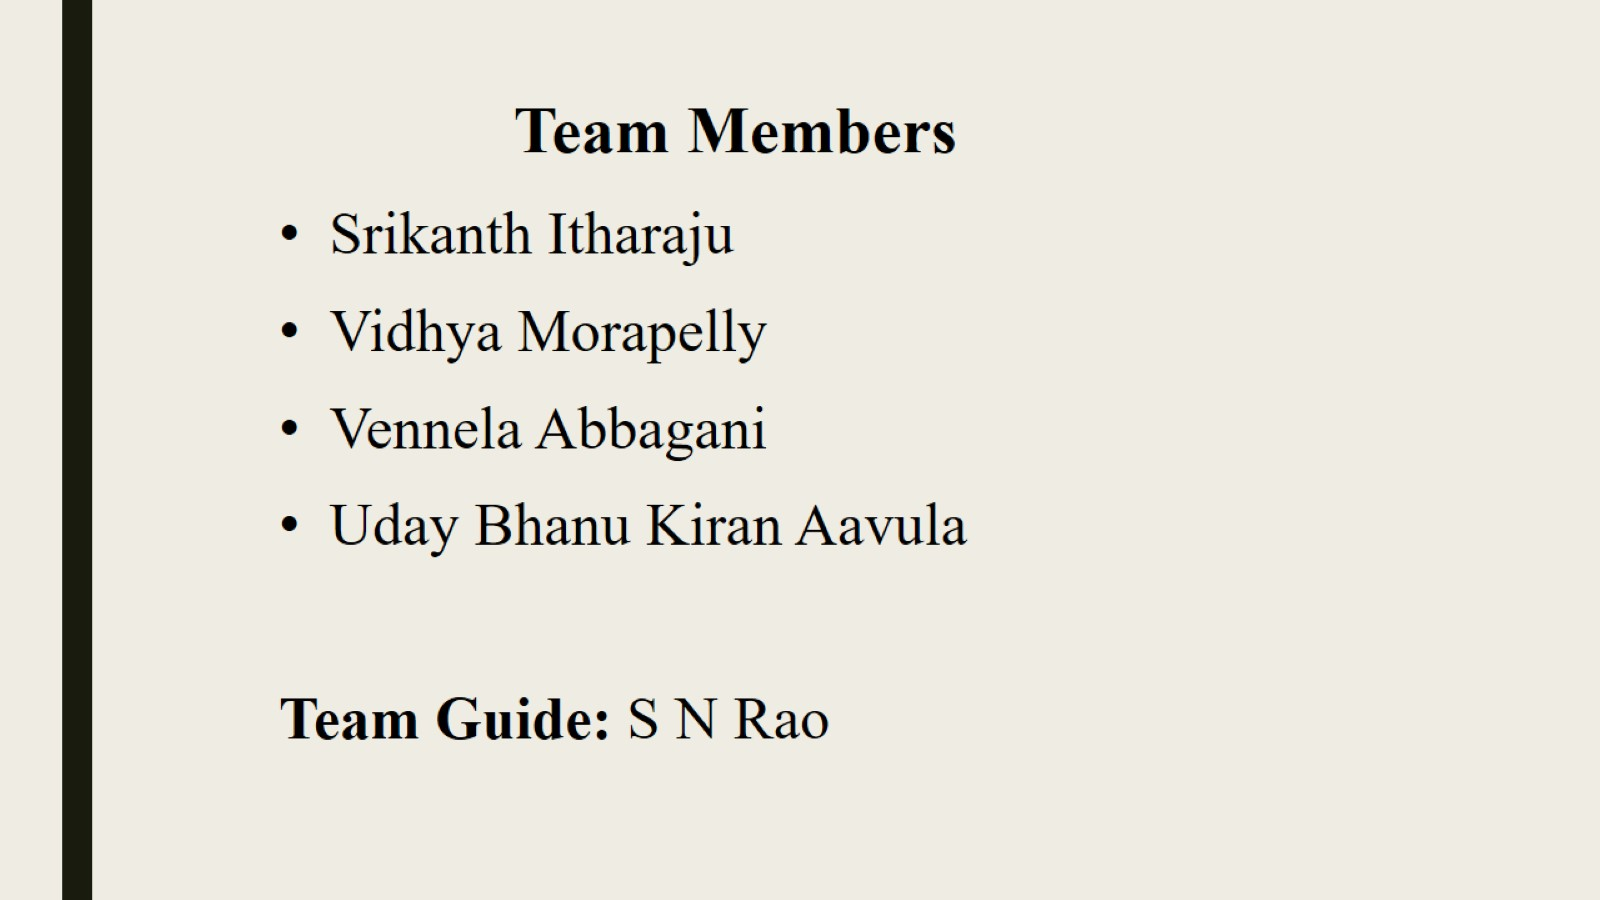 Team Members
• Srikanth Itharaju
• Vidhya Morapelly
• Vennela Abbagani
• Uday Bhanu Kiran Aavula
Team Guide: S N Rao